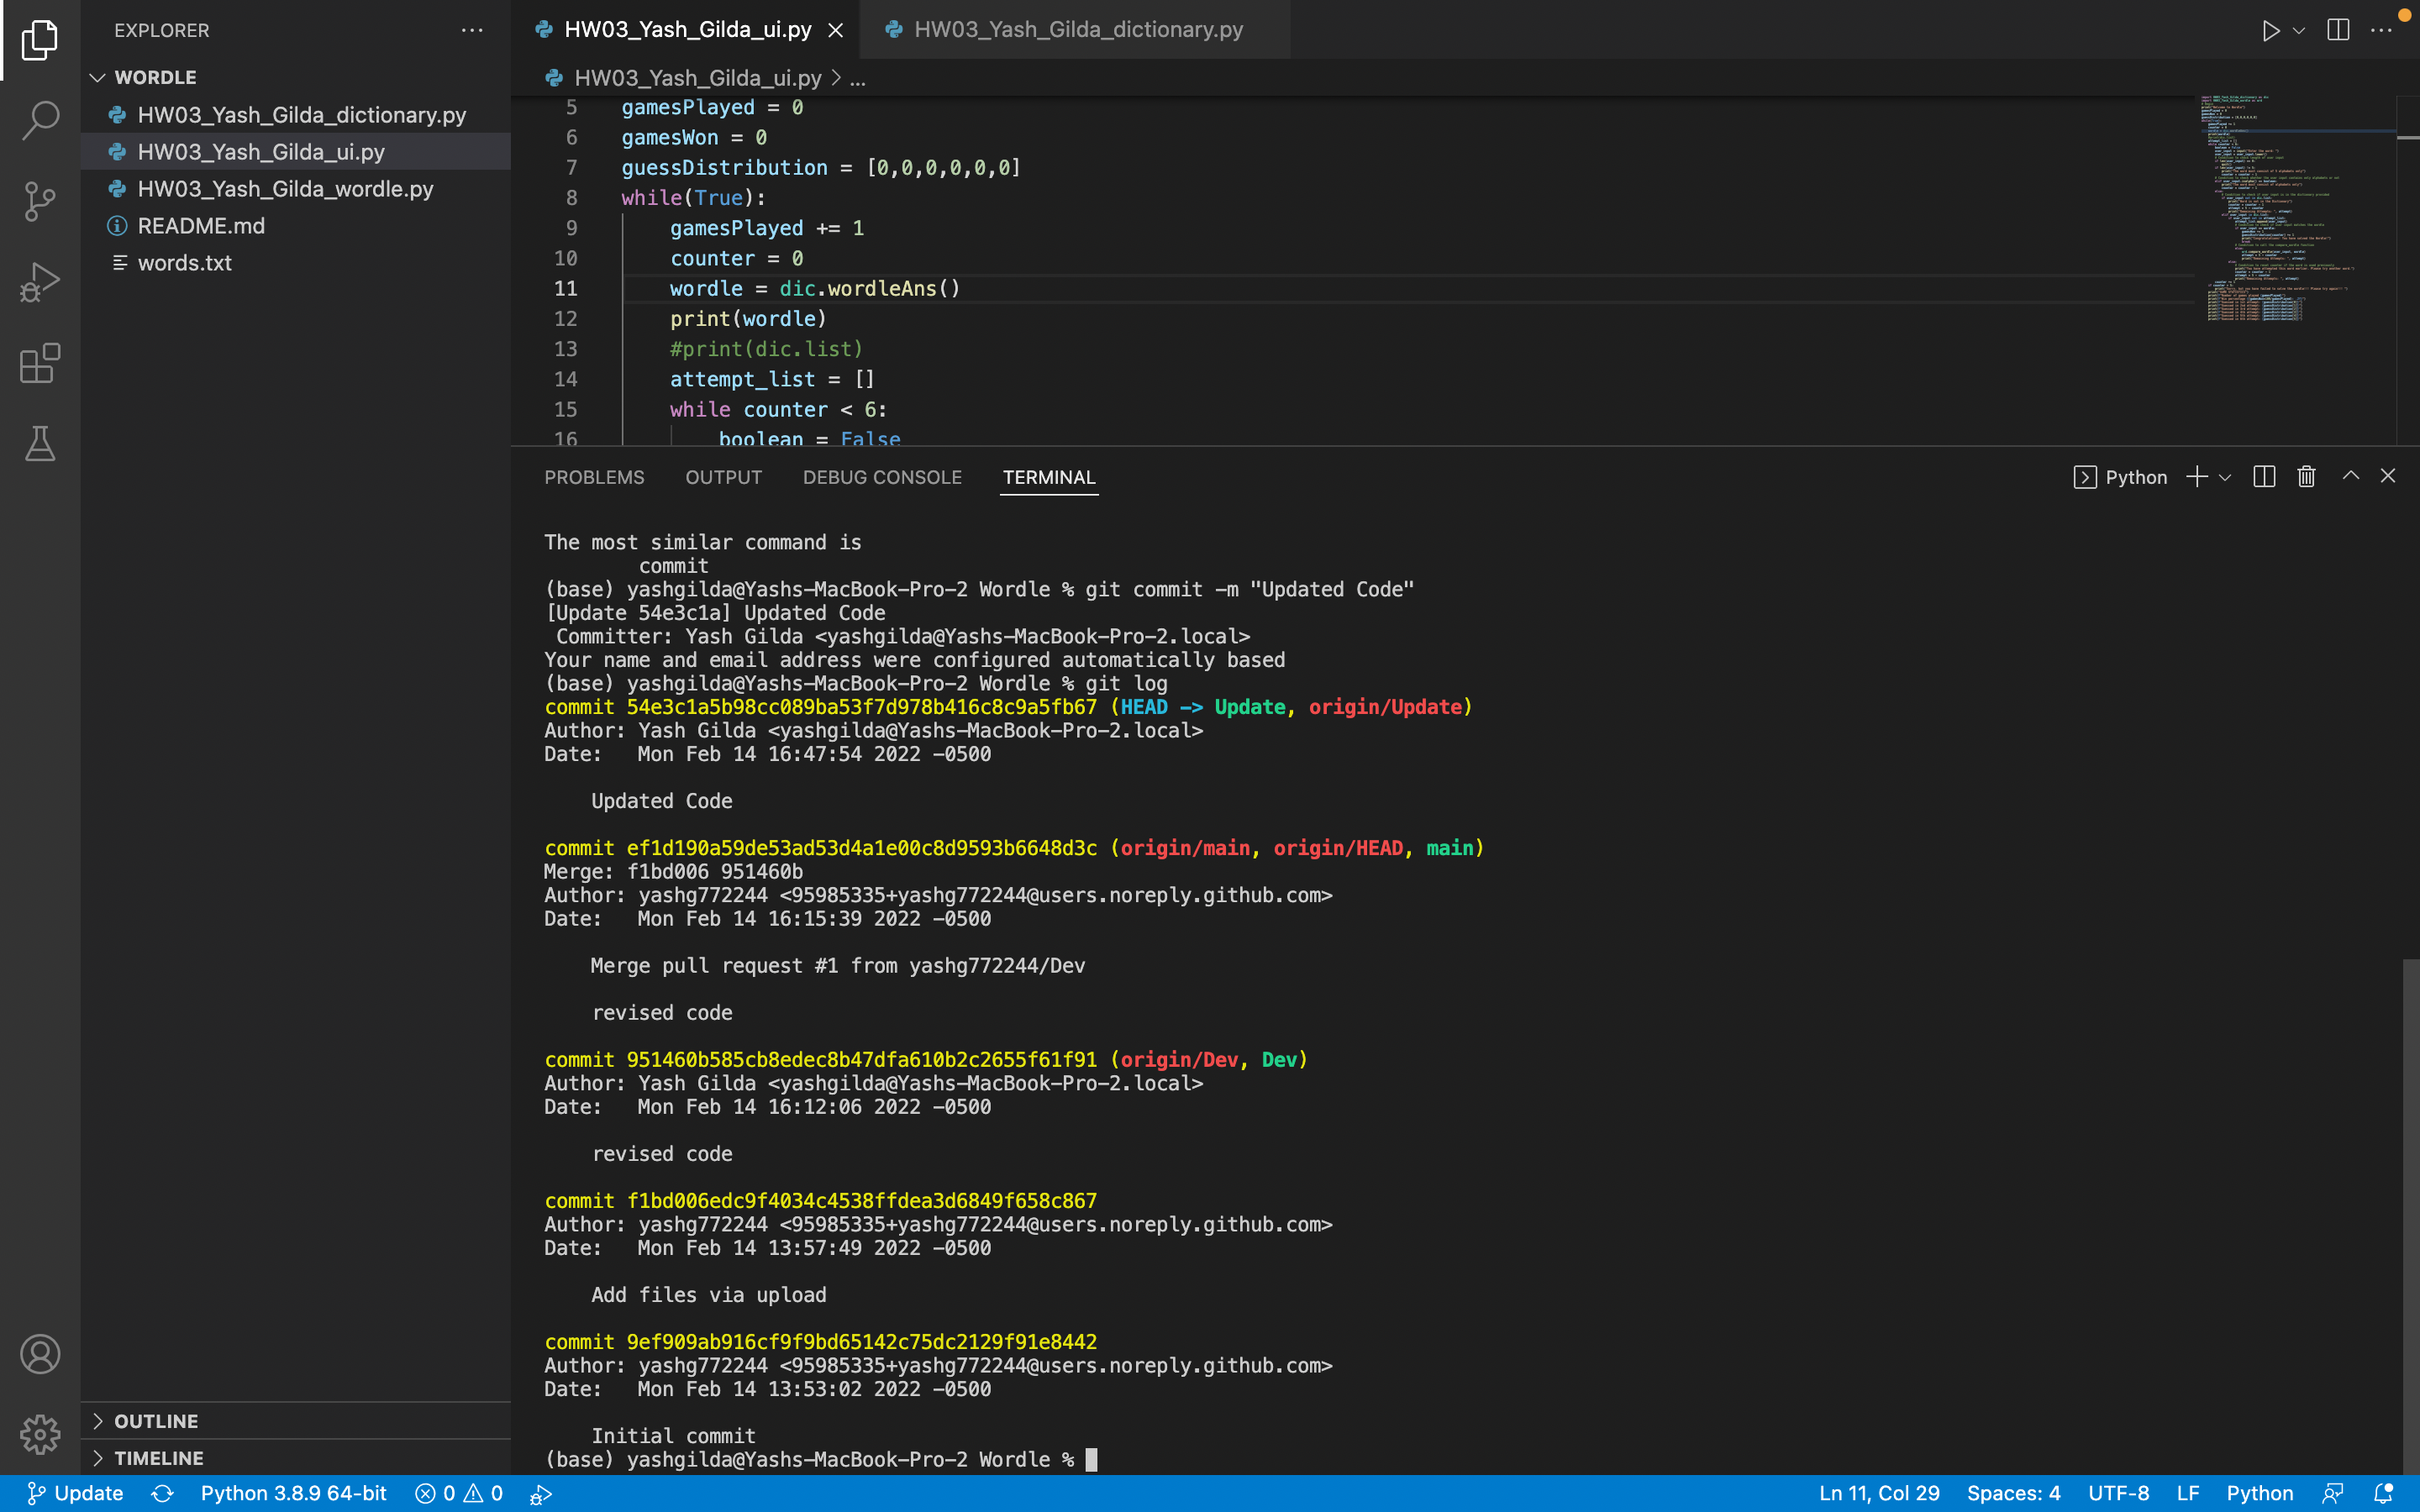 EXPLORER
HW03_Yash_Gilda_ui.py
HW03_Yash_Gilda_dictionary.py
WORDLE
HW03_Yash_Gilda_dictionary.py
HW03_Yash_Gilda_ui.py
HW03_Yash_Gilda_wordle.py
README.md
words.txt
OUTLINE
TIMELINE
HW03_Yash_Gilda_ui.py > ...
5 gamesPlayed = 0
6 gamesWon = 0
7 guessDistribution = [0,0,0,0,0,0]
8 while(True):
9 gamesPlayed += 1
10 counter = 0
11 wordle = dic.wordleAns()
12 print(wordle)
13 #print(dic.list)
14 attempt_list = []
15 while counter < 6:
16 boolean = False
PROBLEMS OUTPUT DEBUG CONSOLE TERMINAL Python
The most similar command is
commit
(base) yashgilda@Yashs-MacBook-Pro-2 Wordle % git commit -m "Updated Code"
[Update 54e3c1a] Updated Code
Committer: Yash Gilda <yashgilda@Yashs-MacBook-Pro-2.local>
Your name and email address were configured automatically based
(base) yashgilda@Yashs-MacBook-Pro-2 Wordle % git log
commit 54e3c1a5b98cc089ba53f7d978b416c8c9a5fb67 (HEAD -> Update, origin/Update)
Author: Yash Gilda <yashgilda@Yashs-MacBook-Pro-2.local>
Date: Mon Feb 14 16:47:54 2022 -0500
Updated Code
commit ef1d190a59de53ad53d4a1e00c8d9593b6648d3c (origin/main, origin/HEAD, main)
Merge: f1bd006 951460b
Author: yashg772244 <95985335+yashg772244@users.noreply.github.com>
Date: Mon Feb 14 16:15:39 2022 -0500
Merge pull request #1 from yashg772244/Dev
revised code
commit 951460b585cb8edec8b47dfa610b2c2655f61f91 (origin/Dev, Dev)
Author: Yash Gilda <yashgilda@Yashs-MacBook-Pro-2.local>
Date: Mon Feb 14 16:12:06 2022 -0500
revised code
commit f1bd006edc9f4034c4538ffdea3d6849f658c867
Author: yashg772244 <95985335+yashg772244@users.noreply.github.com>
Date: Mon Feb 14 13:57:49 2022 -0500
Add files via upload
commit 9ef909ab916cf9f9bd65142c75dc2129f91e8442
Author: yashg772244 <95985335+yashg772244@users.noreply.github.com>
Date: Mon Feb 14 13:53:02 2022 -0500
Initial commit
(base) yashgilda@Yashs-MacBook-Pro-2 Wordle %
Update Python 3.8.9 64-bit 0 0 Ln 11, Col 29 Spaces: 4 UTF-8 LF Python